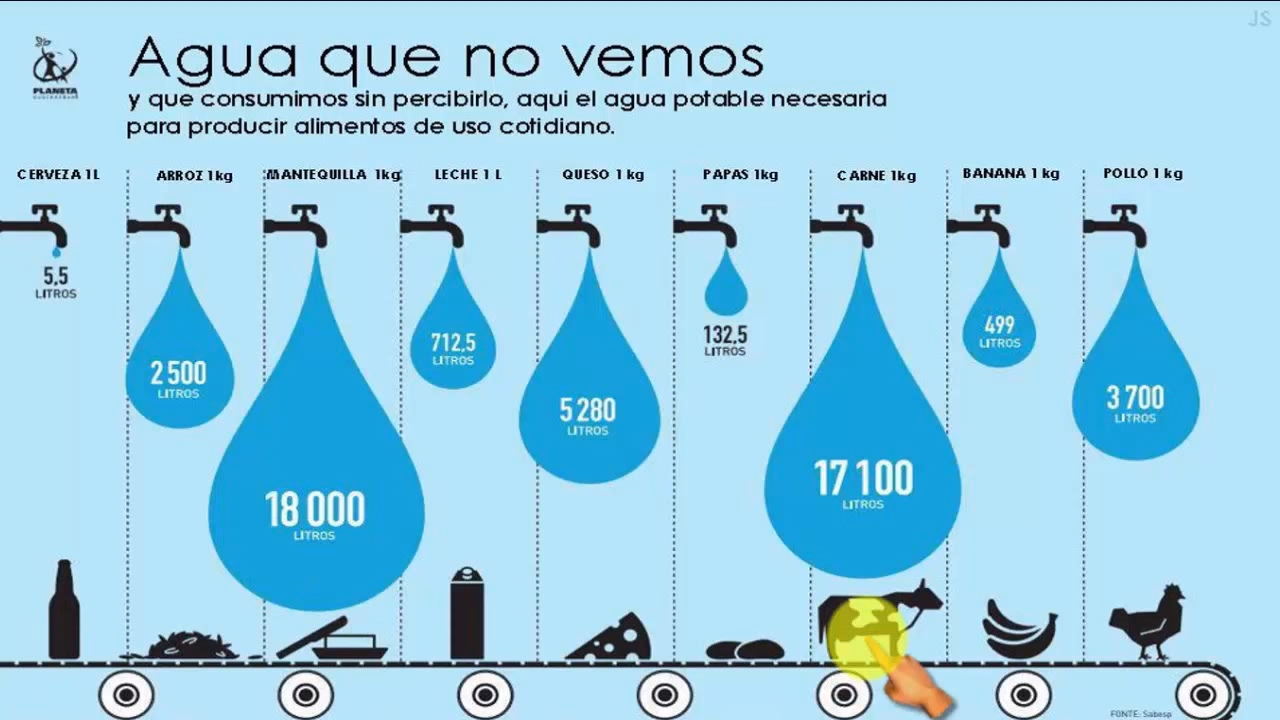 JS
Agua que no vemos
PLANETA
y que consumimos sin percibirlo, aqui el agua potable necesaria
para producir alimentos de uso cotidiano.
CERVEZA 1L
ARROZ 1kg
MANTEQUILLA 1kg
LECHE 1 L
QUESO 1 kg
PAPAS 1kg
CARNE 1kg
BANANA 1 kg
POLLO 1 kg
5,5
LITROS
2 500
LITROS
18 000
LITROS
712,5
LITROS
5 280
LITROS
132,5
LITROS
17 100
LITROS
499
LITROS
3 700
LITROS
FONTE: Sabesp